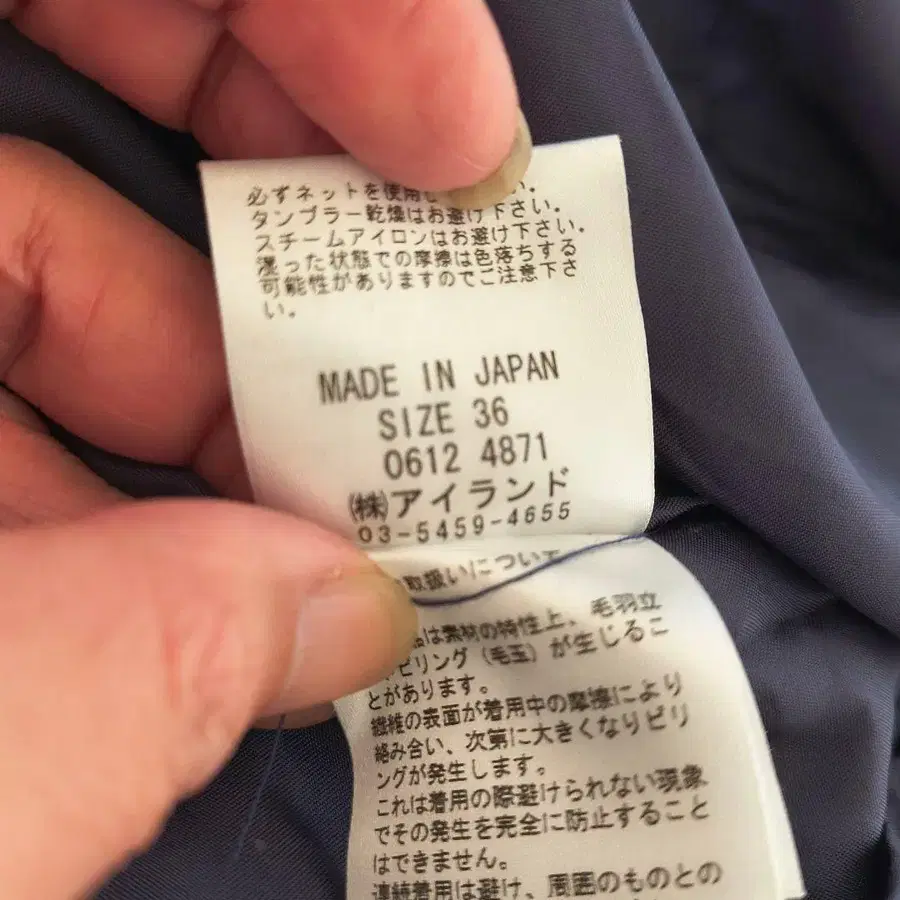 必ずネットを使用し い。
タンブラー乾燥はお避け下さい。
スチームアイロンはお避け下さい。
湿った状態での摩擦は色落ちする
可能性がありますのでご注意下さ
い。
MADE IN JAPAN
SIZE 36
0612 4871
㈱アイランド
03-5459-4655
取扱いについて
は素材の特性上、毛羽立
ピリング（毛玉）が生じるこ
とがあります。
繊維の表面が着用中の摩擦により
絡み合い、次第に大きくなりピリ
ングが発生します。
これは着用の際避けられない現象
でその発生を完全に防止すること
はできません。
連続着用は避け、周囲のものとの